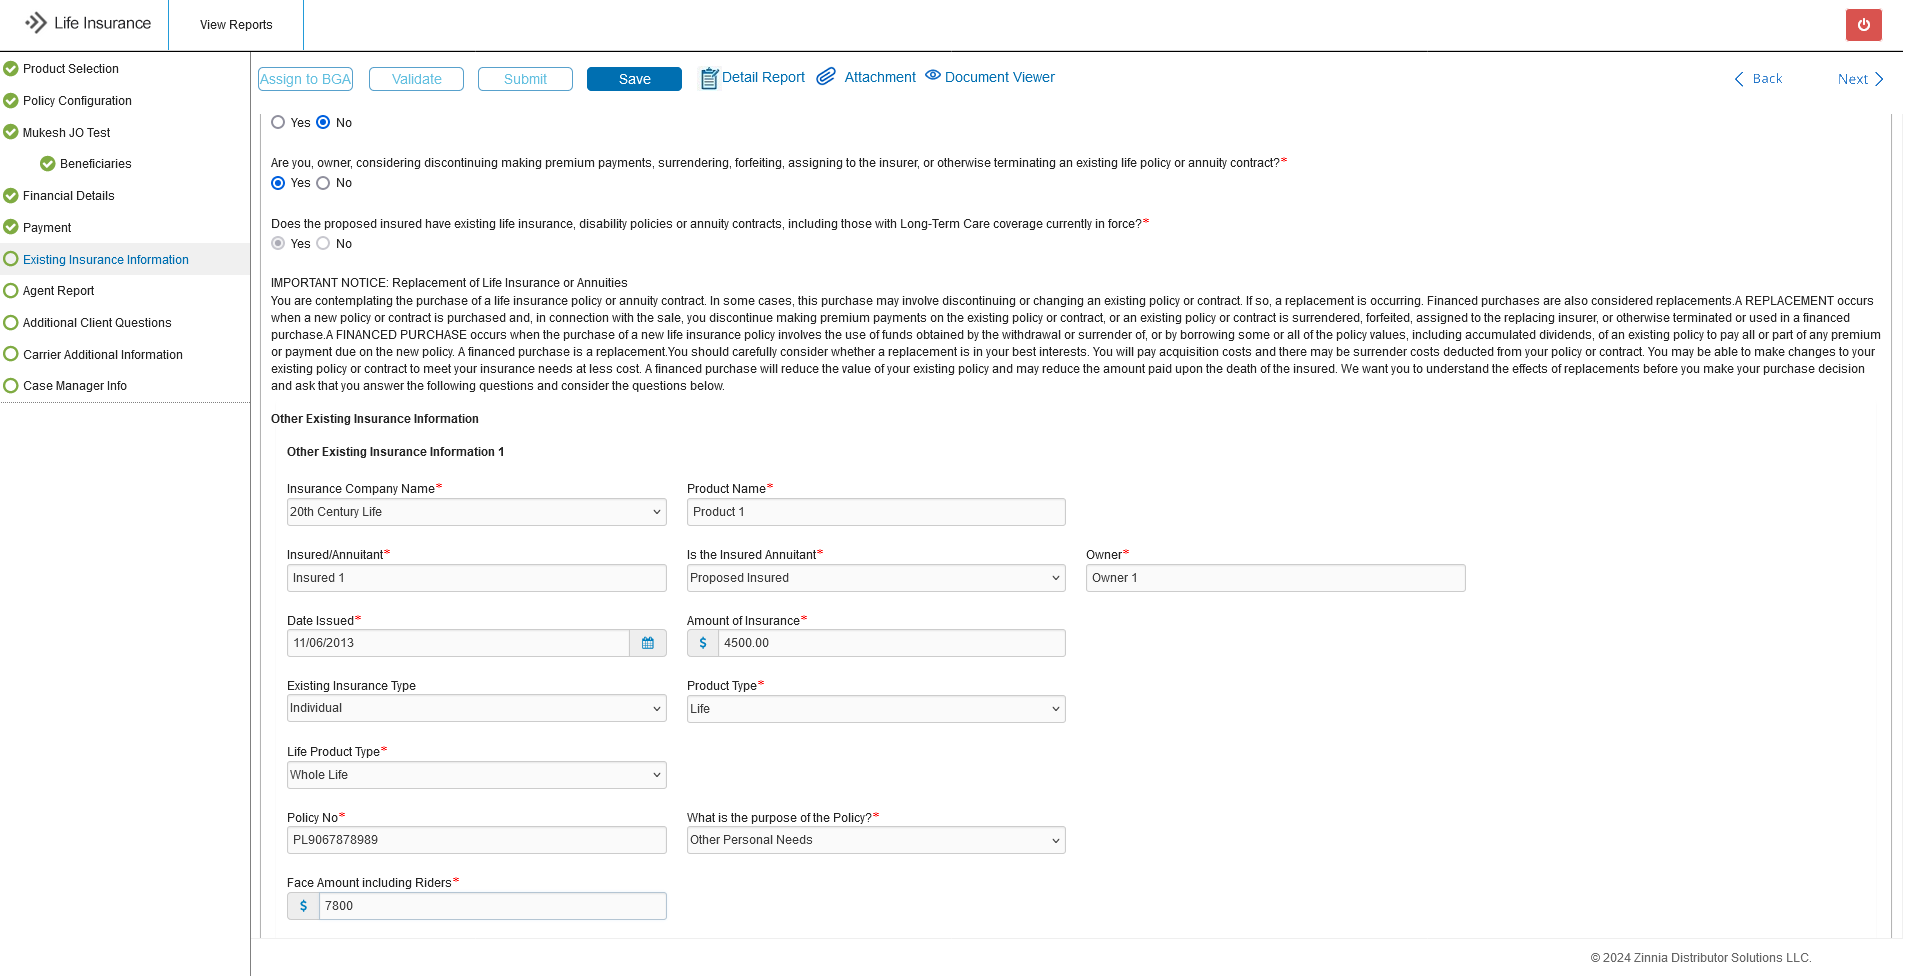 Life Insurance
View Reports
Product Selection
Policy Configuration
Mukesh JO Test
Beneficiaries
Financial Details
Payment
Existing Insurance Information
Agent Report
Additional Client Questions
Carrier Additional Information
Case Manager Info
Assign to BGA
Validate
Submit
Save
Detail Report
Attachment
Document Viewer
Back
Next
Yes No
Are you, owner, considering discontinuing making premium payments, surrendering, forfeiting, assigning to the insurer, or otherwise terminating an existing life policy or annuity contract?*
Yes No
Does the proposed insured have existing life insurance, disability policies or annuity contracts, including those with Long-Term Care coverage currently in force?*
Yes No
IMPORTANT NOTICE: Replacement of Life Insurance or Annuities
You are contemplating the purchase of a life insurance policy or annuity contract. In some cases, this purchase may involve discontinuing or changing an existing policy or contract. If so, a replacement is occurring. Financed purchases are also considered replacements.A REPLACEMENT occurs
when a new policy or contract is purchased and, in connection with the sale, you discontinue making premium payments on the existing policy or contract, or an existing policy or contract is surrendered, forfeited, assigned to the replacing insurer, or otherwise terminated or used in a financed
purchase.A FINANCED PURCHASE occurs when the purchase of a new life insurance policy involves the use of funds obtained by the withdrawal or surrender of, or by borrowing some or all of the policy values, including accumulated dividends, of an existing policy to pay all or part of any premium
or payment due on the new policy. A financed purchase is a replacement.You should carefully consider whether a replacement is in your best interests. You will pay acquisition costs and there may be surrender costs deducted from your policy or contract. You may be able to make changes to your
existing policy or contract to meet your insurance needs at less cost. A financed purchase will reduce the value of your existing policy and may reduce the amount paid upon the death of the insured. We want you to understand the effects of replacements before you make your purchase decision
and ask that you answer the following questions and consider the questions below.
Other Existing Insurance Information
Other Existing Insurance Information 1
Insurance Company Name* Product Name*
20th Century Life Product 1
Insured/Annuitant* Is the Insured Annuitant* Owner*
Insured 1 Proposed Insured Owner 1
Date Issued* Amount of Insurance*
11/06/2013 $ 4500.00
Existing Insurance Type Product Type*
Individual Life
Life Product Type*
Whole Life
Policy No* What is the purpose of the Policy?*
PL9067878989 Other Personal Needs
Face Amount including Riders*
$ 7800
© 2024 Zinnia Distributor Solutions LLC.